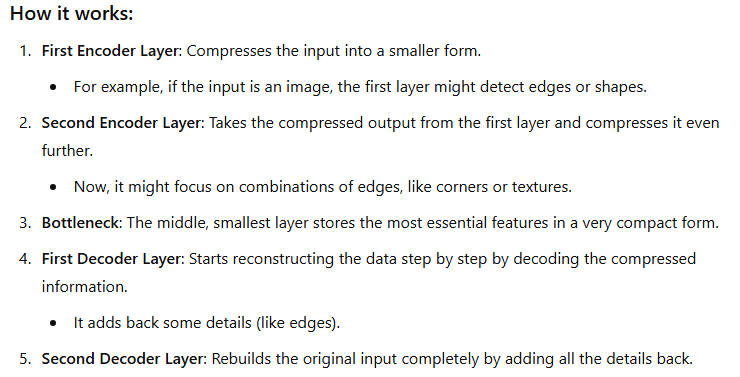 How it works:
1. First Encoder Layer: Compresses the input into a smaller form.
• For example, if the input is an image, the first layer might detect edges or shapes.
2. Second Encoder Layer: Takes the compressed output from the first layer and compresses it even
further.
• Now, it might focus on combinations of edges, like corners or textures.
3. Bottleneck: The middle, smallest layer stores the most essential features in a very compact form.
4. First Decoder Layer: Starts reconstructing the data step by step by decoding the compressed
information.
• It adds back some details (like edges).
5. Second Decoder Layer: Rebuilds the original input completely by adding all the details back.